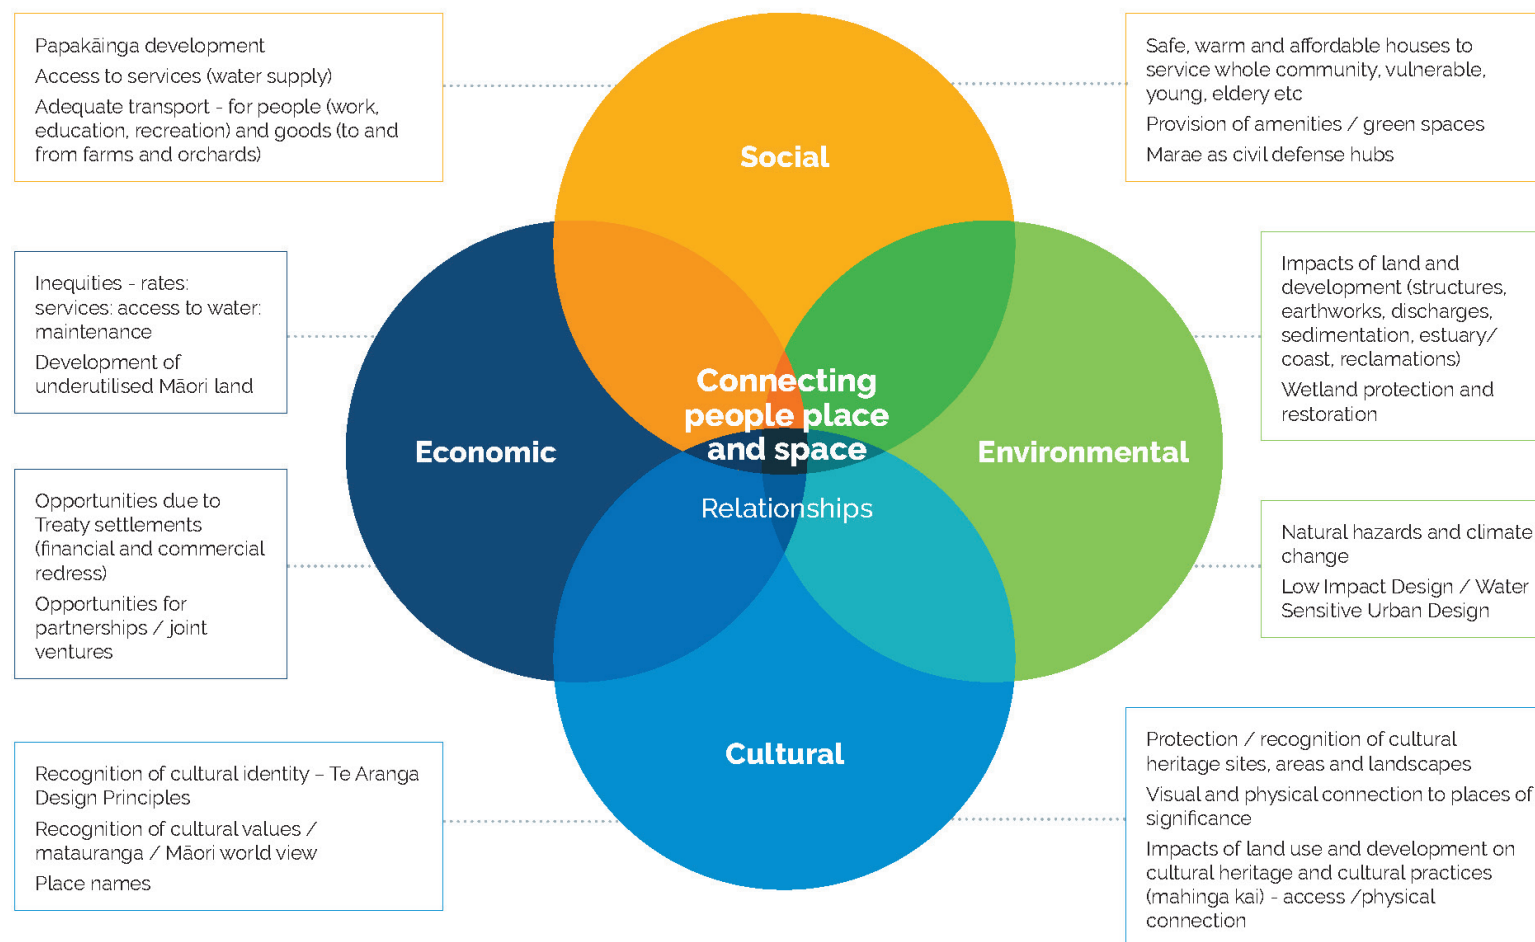 Papakāinga development
Access to services (water supply)
Adequate transport - for people (work,
education, recreation) and goods (to and
from farms and orchards)
Safe, warm and affordable houses to
service whole community, vulnerable,
young, eldery etc
Provision of amenities / green spaces
Marae as civil defense hubs
Social
Inequities - rates:
services: access to water:
maintenance
Development of
underutilised Māori land
Impacts of land and
development (structures,
earthworks, discharges,
sedimentation, estuary/
coast, reclamations)
Wetland protection and
restoration
Connecting
people place
and space
Relationships
Economic
Environmental
Opportunities due to
Treaty settlements
(financial and commercial
redress)
Opportunities for
partnerships / joint
ventures
Natural hazards and climate
change
Low Impact Design / Water
Sensitive Urban Design
Cultural
Recognition of cultural identity – Te Aranga
Design Principles
Recognition of cultural values /
matauranga / Māori world view
Place names
Protection / recognition of cultural
heritage sites, areas and landscapes
Visual and physical connection to places of
significance
Impacts of land use and development on
cultural heritage and cultural practices
(mahinga kai) - access /physical
connection